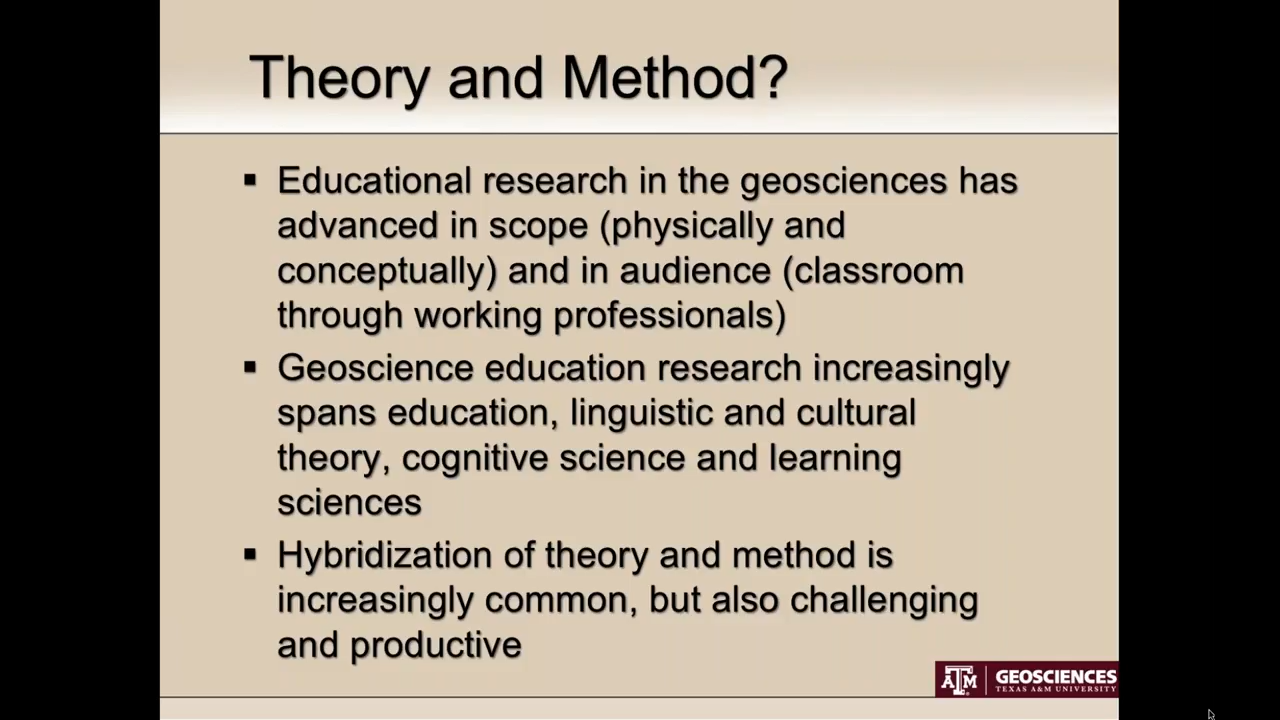 Theory and Method?
▪ Educational research in the geosciences has
advanced in scope (physically and
conceptually) and in audience (classroom
through working professionals)
▪ Geoscience education research increasingly
spans education, linguistic and cultural
theory, cognitive science and learning
sciences
▪ Hybridization of theory and method is
increasingly common, but also challenging
and productive
ATM GEOSCIENCES
TEXAS A&M UNIVERSITY